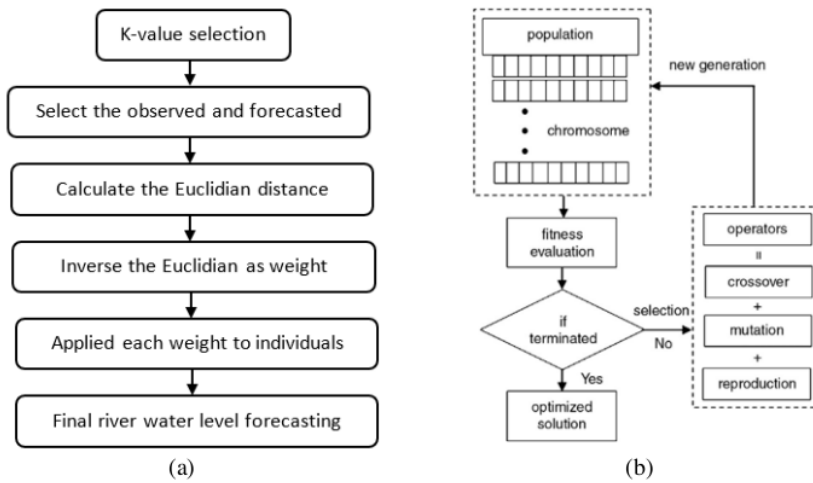 K-value selection
Select the observed and forecasted
Calculate the Euclidian distance
Inverse the Euclidian as weight
Applied each weight to individuals
Final river water level forecasting
(a)
population
chromosome
new generation
fitness
evaluation
if
terminated
selection
No
Yes
optimized
solution
operators
=
crossover
+
mutation
+
reproduction
(b)